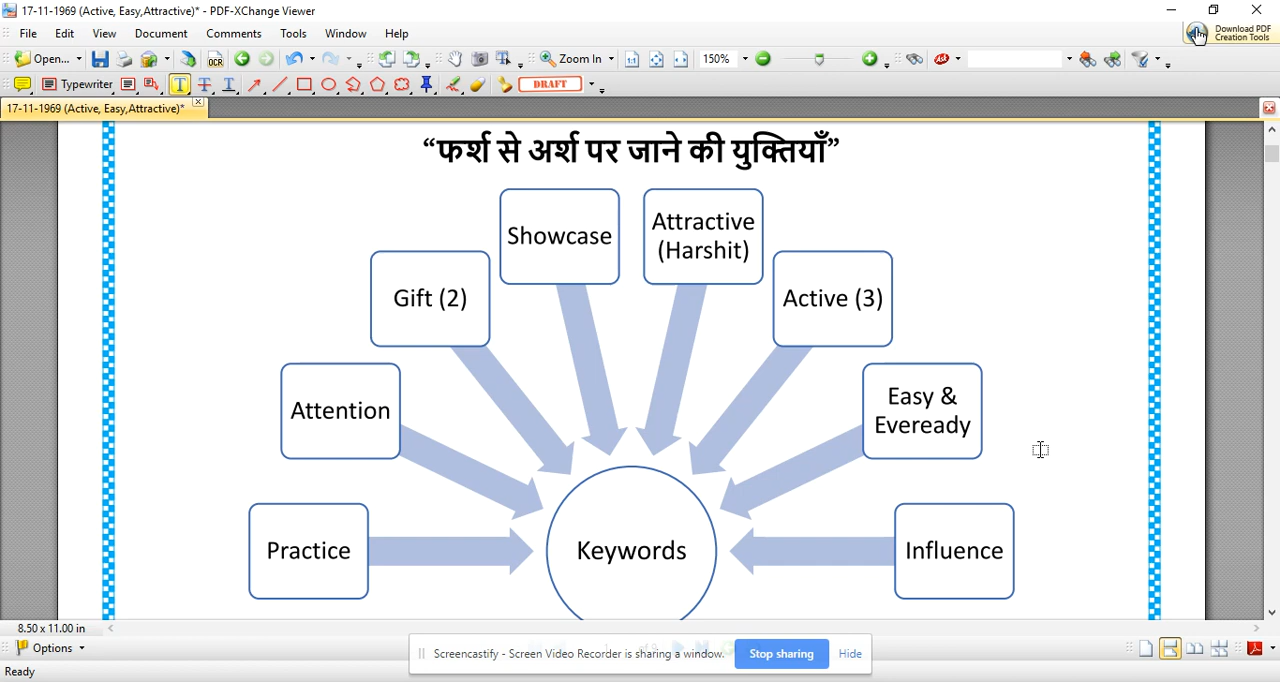 17-11-1969 (Active, Easy,Attractive)* - PDF-XChange Viewer
File Edit View Document Comments Tools Window Help
Download PDF
Creation Tools
Open... OCR Zoom In 150%
Typewriter DRAFT
17-11-1969 (Active, Easy,Attractive)*
“फर्श से अर्श पर जाने की युक्तियाँ”
Showcase
Attractive
(Harshit)
Gift (2)
Active (3)
Attention
Easy &
Eveready
Practice
Keywords
Influence
8.50 x 11.00 in
Options
Screencastify - Screen Video Recorder is sharing a window.
Stop sharing
Hide
Ready